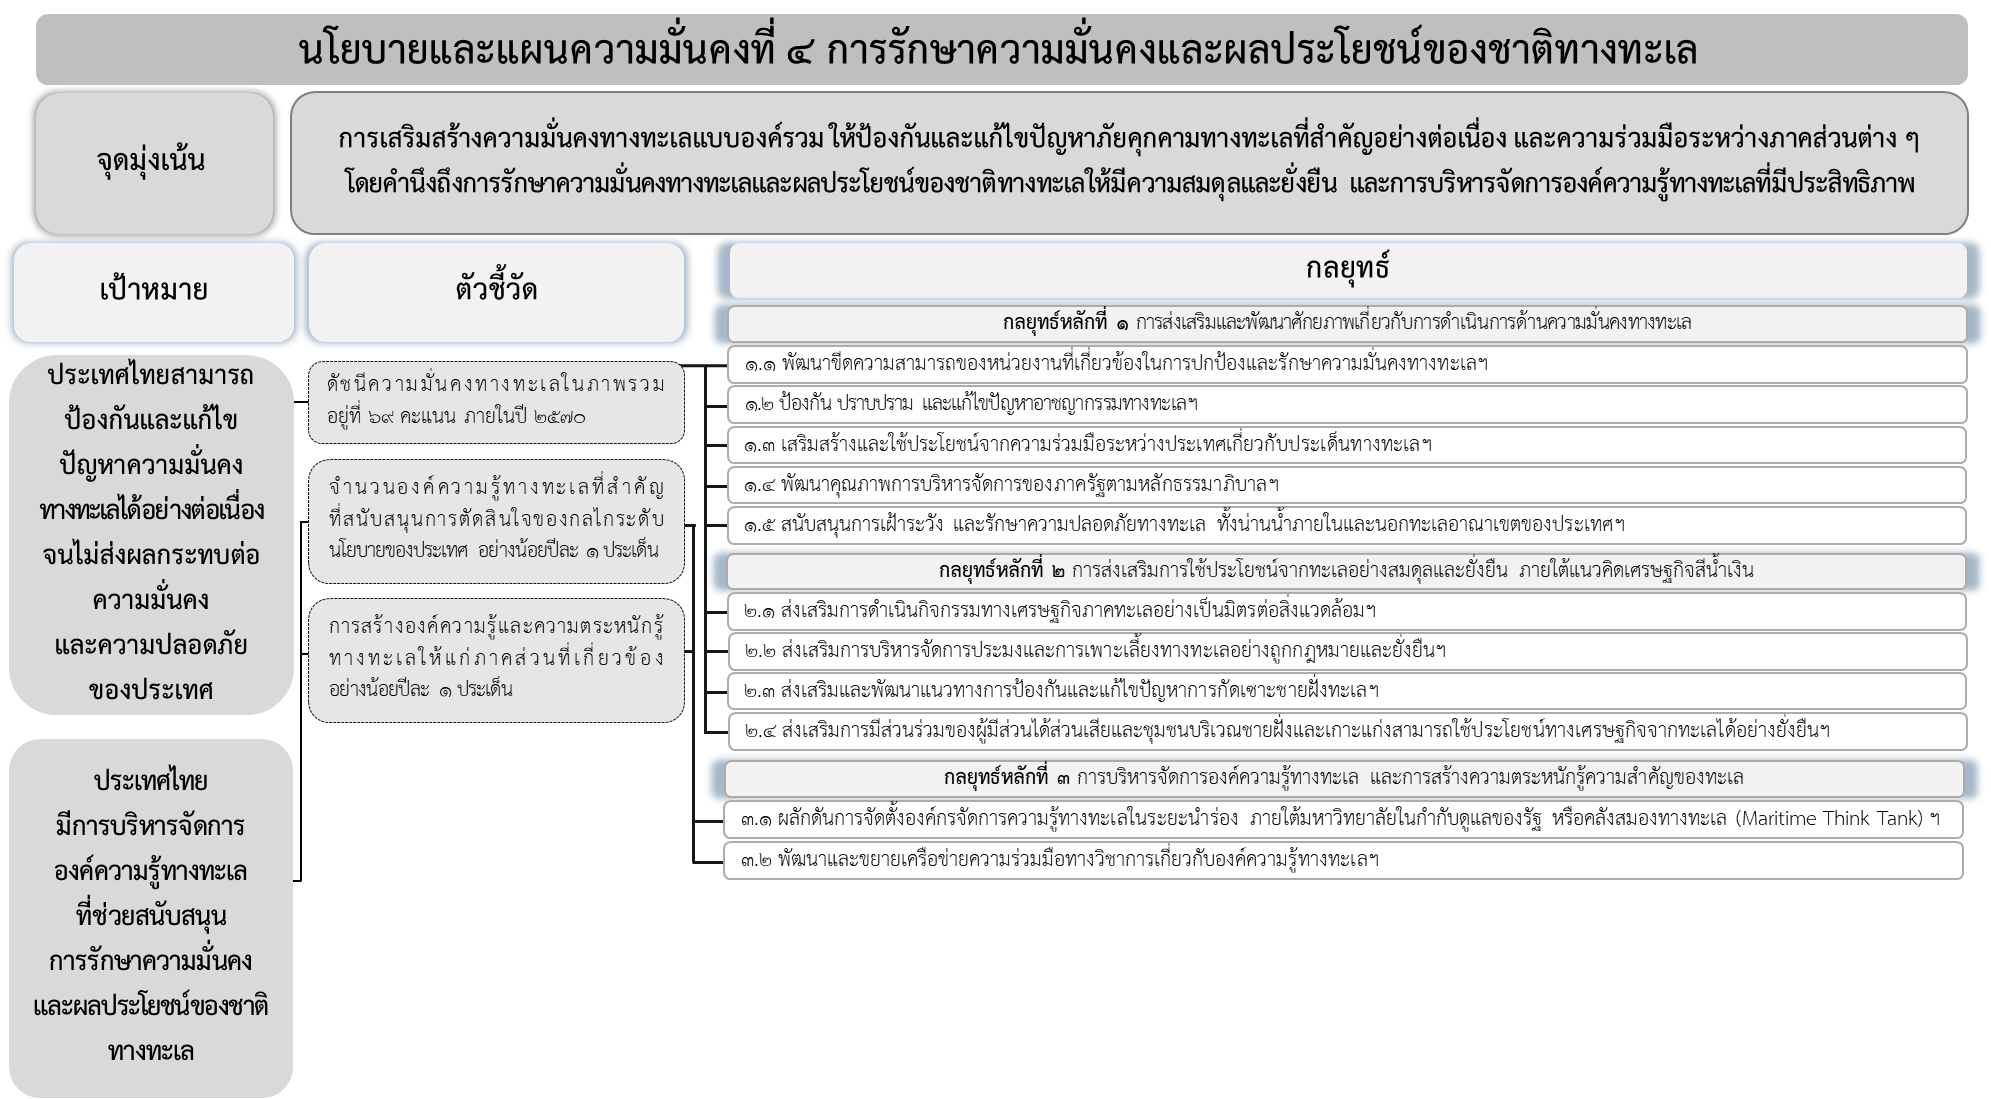 นโยบายและแผนความมั่นคงที่ ๔ การรักษาความมั่นคงและผลประโยชน์ของชาติทางทะเล
จุดมุ่งเน้น
การเสริมสร้างความมั่นคงทางทะเลแบบองค์รวม ให้ป้องกันและแก้ไขปัญหาภัยคุกคามทางทะเลที่สำคัญอย่างต่อเนื่อง และความร่วมมือระหว่างภาคส่วนต่าง ๆ
โดยคำนึงถึงการรักษาความมั่นคงทางทะเลและผลประโยชน์ของชาติทางทะเลให้มีความสมดุลและยั่งยืน และการบริหารจัดการองค์ความรู้ทางทะเลที่มีประสิทธิภาพ
เป้าหมาย
ประเทศไทยสามารถ
ป้องกันและแก้ไข
ปัญหาความมั่นคง
ทางทะเลได้อย่างต่อเนื่อง
จนไม่ส่งผลกระทบต่อ
ความมั่นคง
และความปลอดภัย
ของประเทศ
ประเทศไทย
มีการบริหารจัดการ
องค์ความรู้ทางทะเล
ที่ช่วยสนับสนุน
การรักษาความมั่นคง
และผลประโยชน์ของชาติ
ทางทะเล
ตัวชี้วัด
ดัชนีความมั่นคงทางทะเลในภาพรวม
อยู่ที่ ๖๙ คะแนน ภายในปี ๒๕๗๐
จำนวนองค์ความรู้ทางทะเลที่สำคัญ
ที่สนับสนุนการตัดสินใจของกลไกระดับ
นโยบายของประเทศ อย่างน้อยปีละ ๑ ประเด็น
การสร้างองค์ความรู้และความตระหนักรู้
ทางทะเลให้แก่ภาคส่วนที่เกี่ยวข้อง
อย่างน้อยปีละ ๑ ประเด็น
กลยุทธ์
กลยุทธ์หลักที่ ๑ การส่งเสริมและพัฒนาศักยภาพเกี่ยวกับการดำเนินการด้านความมั่นคงทางทะเล
๑.๑ พัฒนาขีดความสามารถของหน่วยงานที่เกี่ยวข้องในการปกป้องและรักษาความมั่นคงทางทะเลฯ
๑.๒ ป้องกัน ปราบปราม และแก้ไขปัญหาอาชญากรรมทางทะเลฯ
๑.๓ เสริมสร้างและใช้ประโยชน์จากความร่วมมือระหว่างประเทศเกี่ยวกับประเด็นทางทะเลฯ
๑.๔ พัฒนาคุณภาพการบริหารจัดการของภาครัฐตามหลักธรรมาภิบาลฯ
๑.๕ สนับสนุนการเฝ้าระวัง และรักษาความปลอดภัยทางทะเล ทั้งน่านน้ำภายในและนอกทะเลอาณาเขตของประเทศฯ
กลยุทธ์หลักที่ ๒ การส่งเสริมการใช้ประโยชน์จากทะเลอย่างสมดุลและยั่งยืน ภายใต้แนวคิดเศรษฐกิจสีน้ำเงิน
๒.๑ ส่งเสริมการดำเนินกิจกรรมทางเศรษฐกิจภาคทะเลอย่างเป็นมิตรต่อสิ่งแวดล้อมฯ
๒.๒ ส่งเสริมการบริหารจัดการประมงและการเพาะเลี้ยงทางทะเลอย่างถูกกฎหมายและยั่งยืนฯ
๒.๓ ส่งเสริมและพัฒนาแนวทางการป้องกันและแก้ไขปัญหาการกัดเซาะชายฝั่งทะเลฯ
๒.๔ ส่งเสริมการมีส่วนร่วมของผู้มีส่วนได้ส่วนเสียและชุมชนบริเวณชายฝั่งและเกาะแก่งสามารถใช้ประโยชน์ทางเศรษฐกิจจากทะเลได้อย่างยั่งยืนฯ
กลยุทธ์หลักที่ ๓ การบริหารจัดการองค์ความรู้ทางทะเล และการสร้างความตระหนักรู้ความสำคัญของทะเล
๓.๑ ผลักดันการจัดตั้งองค์กรจัดการความรู้ทางทะเลในระยะนำร่อง ภายใต้มหาวิทยาลัยในกำกับดูแลของรัฐ หรือคลังสมองทางทะเล (Maritime Think Tank) ฯ
๓.๒ พัฒนาและขยายเครือข่ายความร่วมมือทางวิชาการเกี่ยวกับองค์ความรู้ทางทะเลฯ